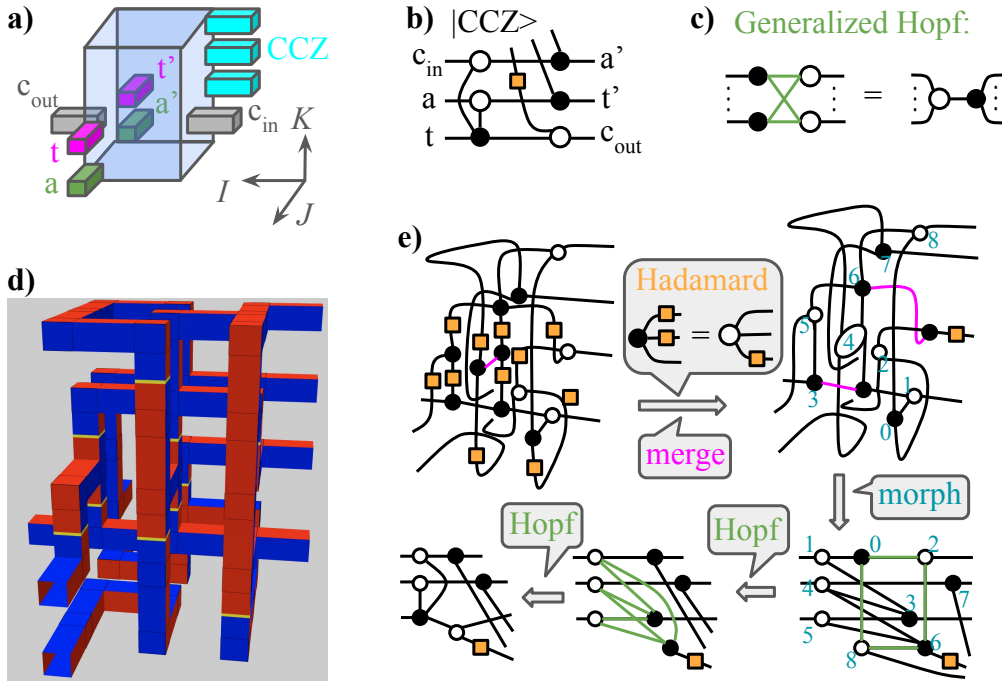 a)
CCZ
t'
a'
c_out
c_in
t
a
K
I
J
b)
|CCZ>
c_in
a'
a
t'
t
c_out
c)
Generalized Hopf:
=
d)
e)
Hadamard
=
merge
8
7
6
5
4
2
3
1
0
morph
Hopf
Hopf
1
0
2
4
3
7
5
6
8